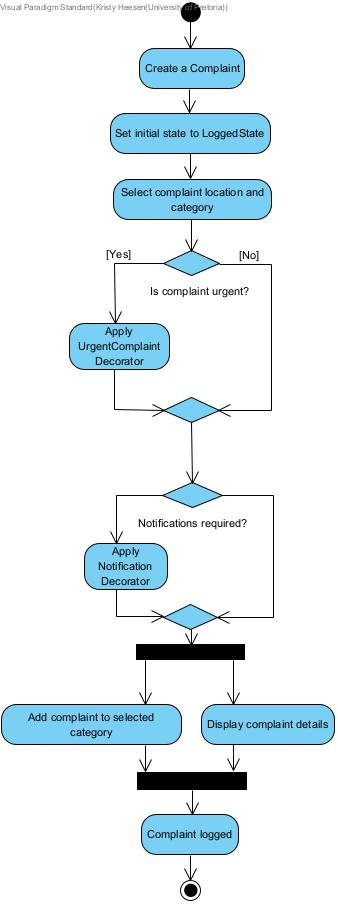 Visual Paradigm Standard(Kristy Heesen(University of Pretoria))
Create a Complaint
Set initial state to LoggedState
Select complaint location and
category
[Yes]
[No]
Is complaint urgent?
Apply
UrgentComplaint
Decorator
Notifications required?
Apply
Notification
Decorator
Add complaint to selected
category
Display complaint details
Complaint logged